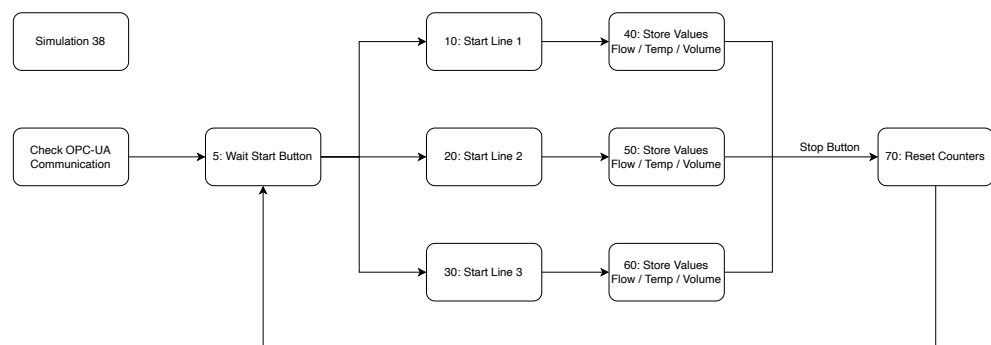 Simulation 38
10: Start Line 1
40: Store Values
Flow / Temp / Volume
Check OPC-UA
Communication
5: Wait Start Button
20: Start Line 2
50: Store Values
Flow / Temp / Volume
Stop Button
70: Reset Counters
30: Start Line 3
60: Store Values
Flow / Temp / Volume